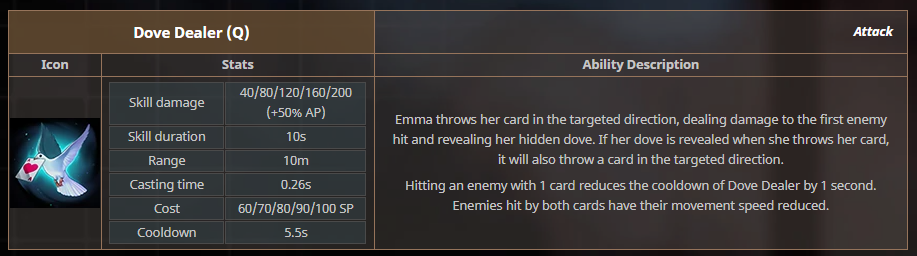 Dove Dealer (Q)
Attack
Icon
Stats
Ability Description
Skill damage
40/80/120/160/200
(+50% AP)
Skill duration
10s
Range
10m
Casting time
0.26s
Cost
60/70/80/90/100 SP
Cooldown
5.5s
Emma throws her card in the targeted direction, dealing damage to the first enemy
hit and revealing her hidden dove. If her dove is revealed when she throws her card,
it will also throw a card in the targeted direction.
Hitting an enemy with 1 card reduces the cooldown of Dove Dealer by 1 second.
Enemies hit by both cards have their movement speed reduced.